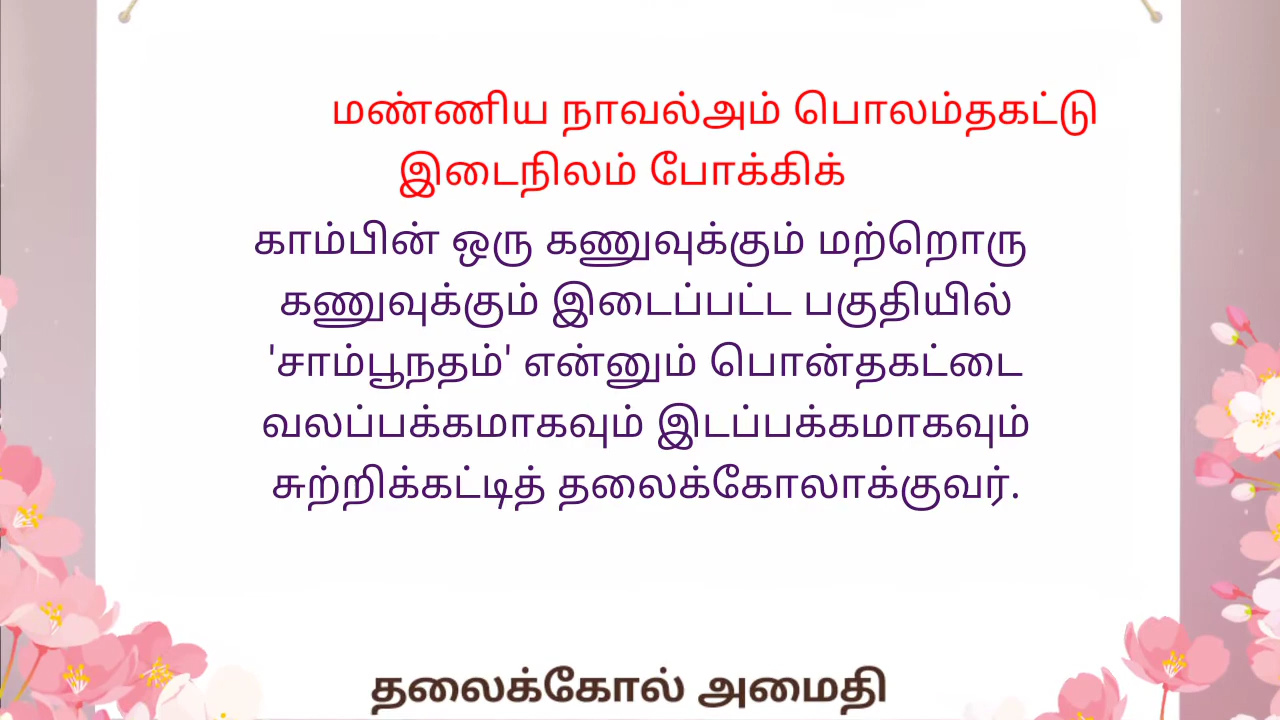 மண்ணிய நாவல்அம் பொலம்தகட்டு
இடைநிலம் போக்கிக்
காம்பின் ஒரு கணுவுக்கும் மற்றொரு
கணுவுக்கும் இடைப்பட்ட பகுதியில்
'சாம்பூநதம்' என்னும் பொன்தகட்டை
வலப்பக்கமாகவும் இடப்பக்கமாகவும்
சுற்றிக்கட்டித் தலைக்கோலாக்குவர்.
தலைக்கோல் அமைதி